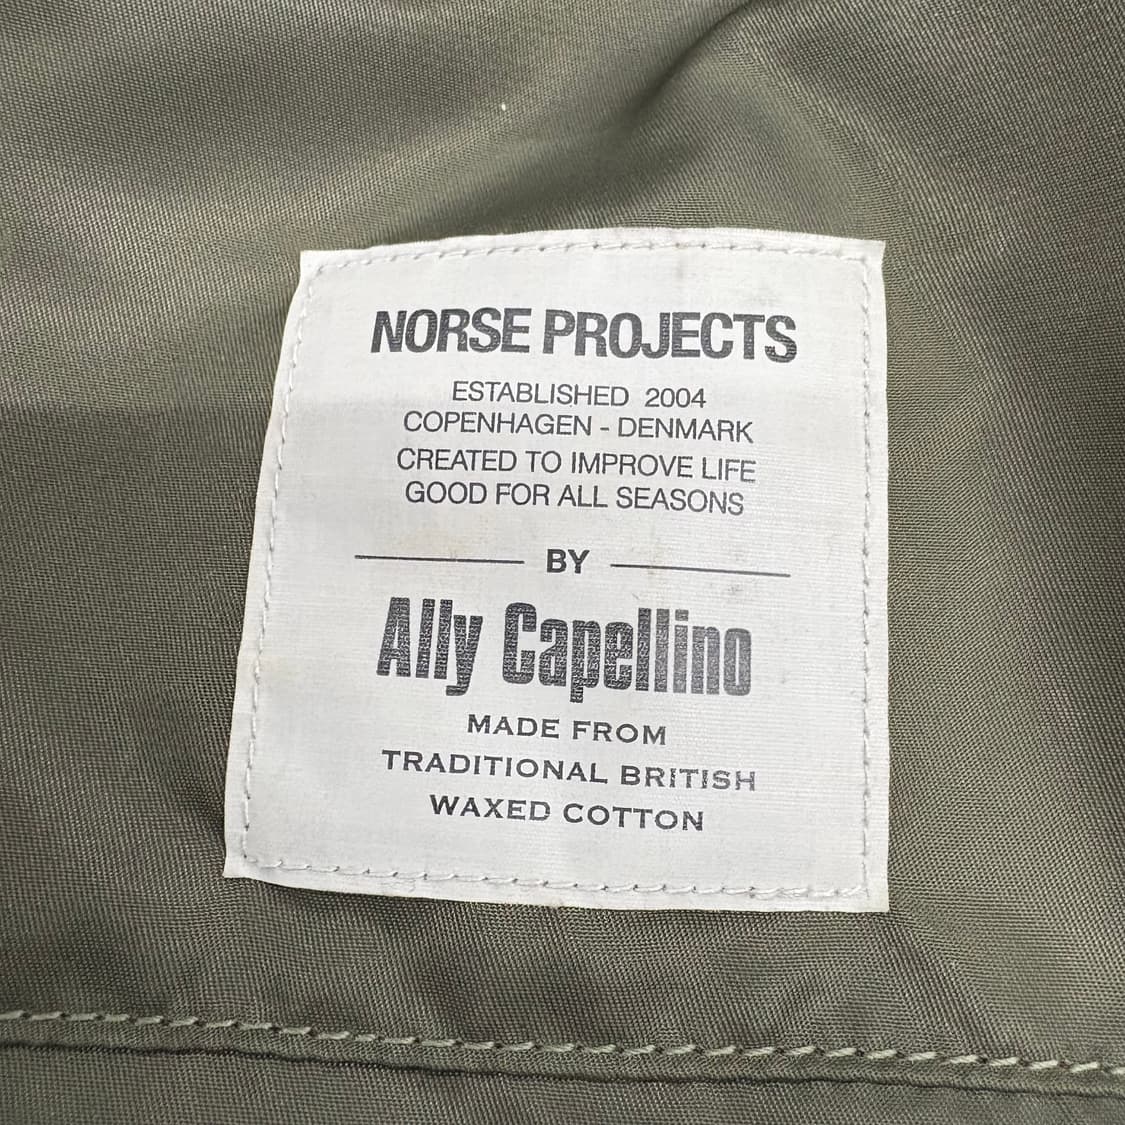 NORSE PROJECTS
ESTABLISHED 2004
COPENHAGEN - DENMARK
CREATED TO IMPROVE LIFE
GOOD FOR ALL SEASONS
BY
Ally Capellino
MADE FROM
TRADITIONAL BRITISH
WAXED COTTON